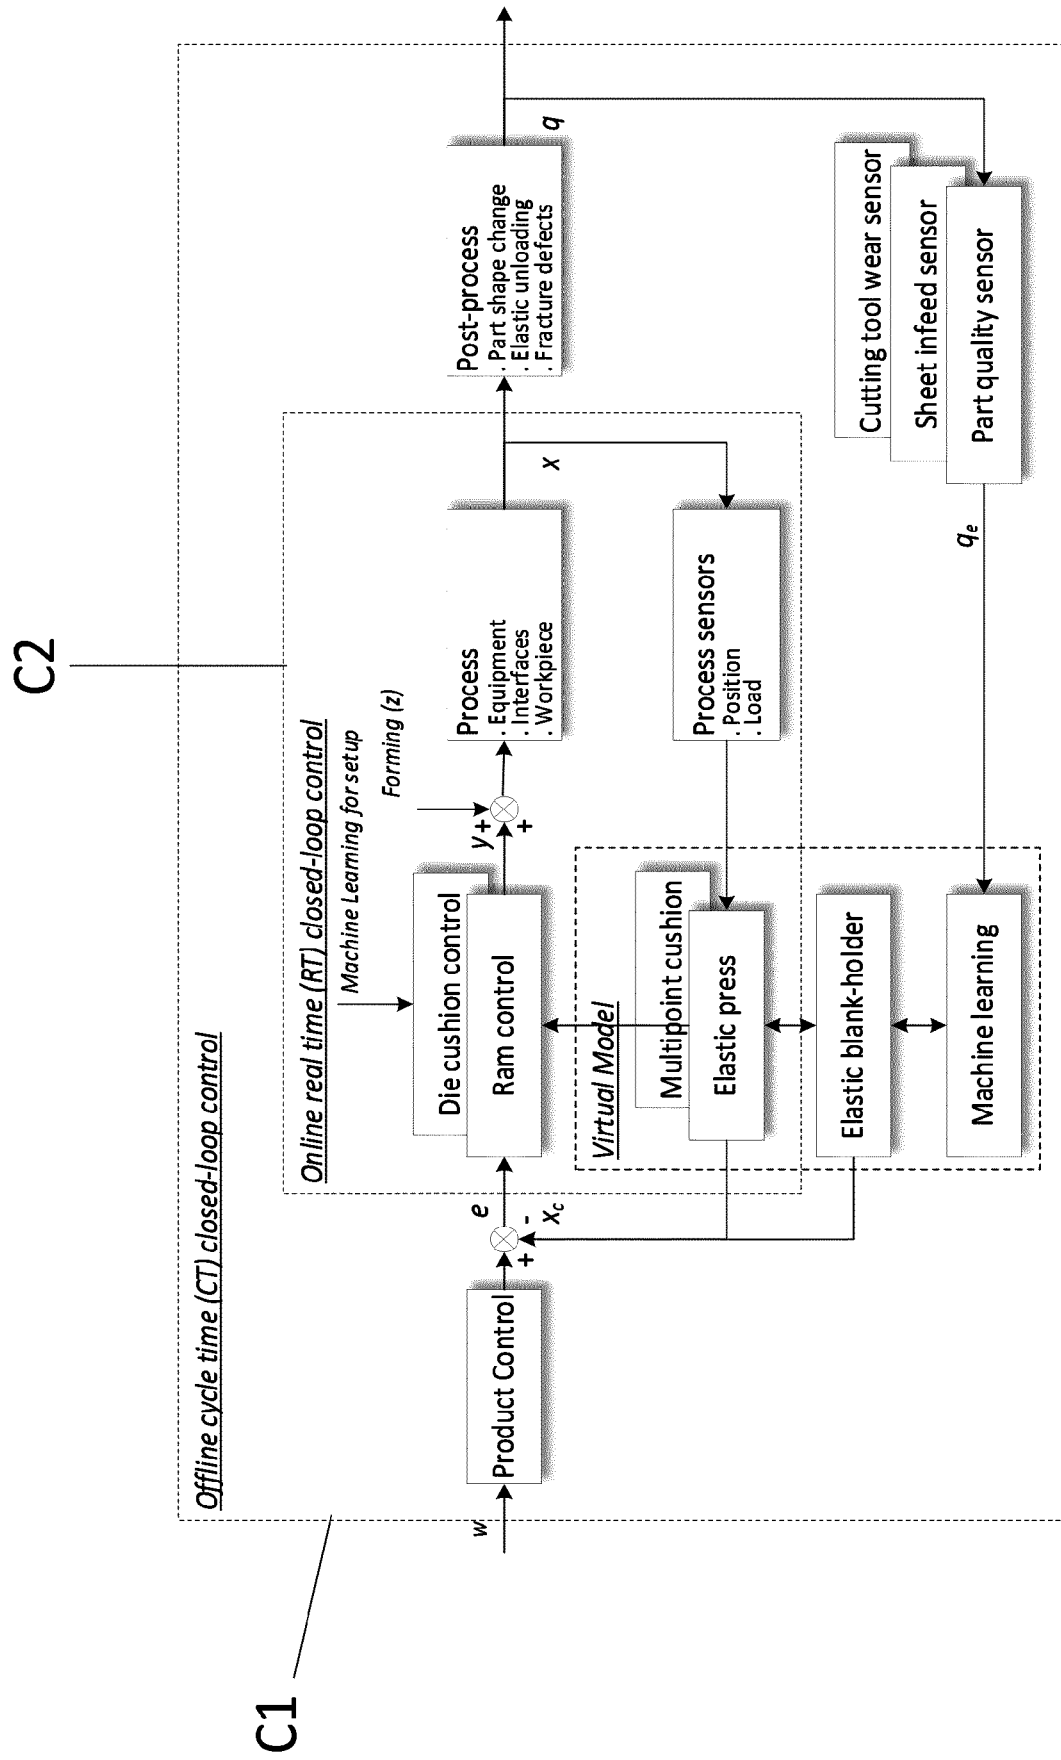 C2
C1
Offline cycle time (CT) closed-loop control
Online real time (RT) closed-loop control
Machine Learning for setup
Forming (z)
w
Product Control
+
-
e
xc
Die cushion control
Ram control
y
+
+
Process
. Equipment
. Interfaces
. Workpiece
x
Post-process
. Part shape change
. Elastic unloading
. Fracture defects
q
Virtual Model
Multipoint cushion
Elastic press
Process sensors
. Position
. Load
Elastic blank-holder
Machine learning
qe
Cutting tool wear sensor
Sheet infeed sensor
Part quality sensor